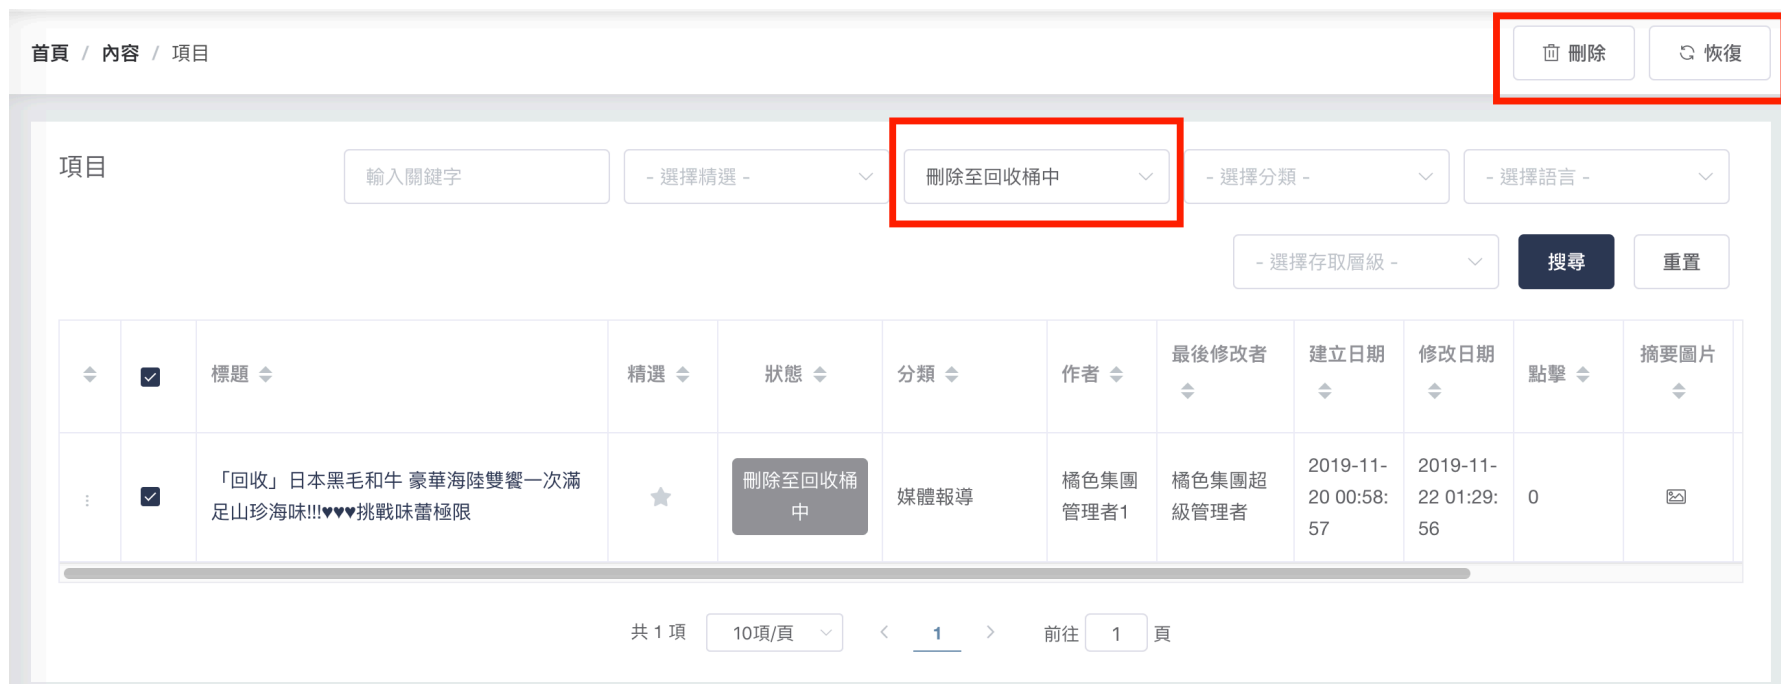 首頁 / 內容 / 項目
刪除
恢復
項目
輸入關鍵字
- 選擇精選 -
刪除至回收桶中
- 選擇分類 -
- 選擇語言 -
- 選擇存取層級 -
搜尋
重置
標題
精選
狀態
分類
作者
最後修改者
建立日期
修改日期
點擊
摘要圖片
「回收」日本黑毛和牛 豪華海陸雙饗一次滿
足山珍海味!!!♥♥♥挑戰味蕾極限
刪除至回收桶
中
媒體報導
橘色集團
管理者1
橘色集團超
級管理者
2019-11-
20 00:58:
57
2019-11-
22 01:29:
56
0
共 1 項
10項/頁
1
前往
1
頁